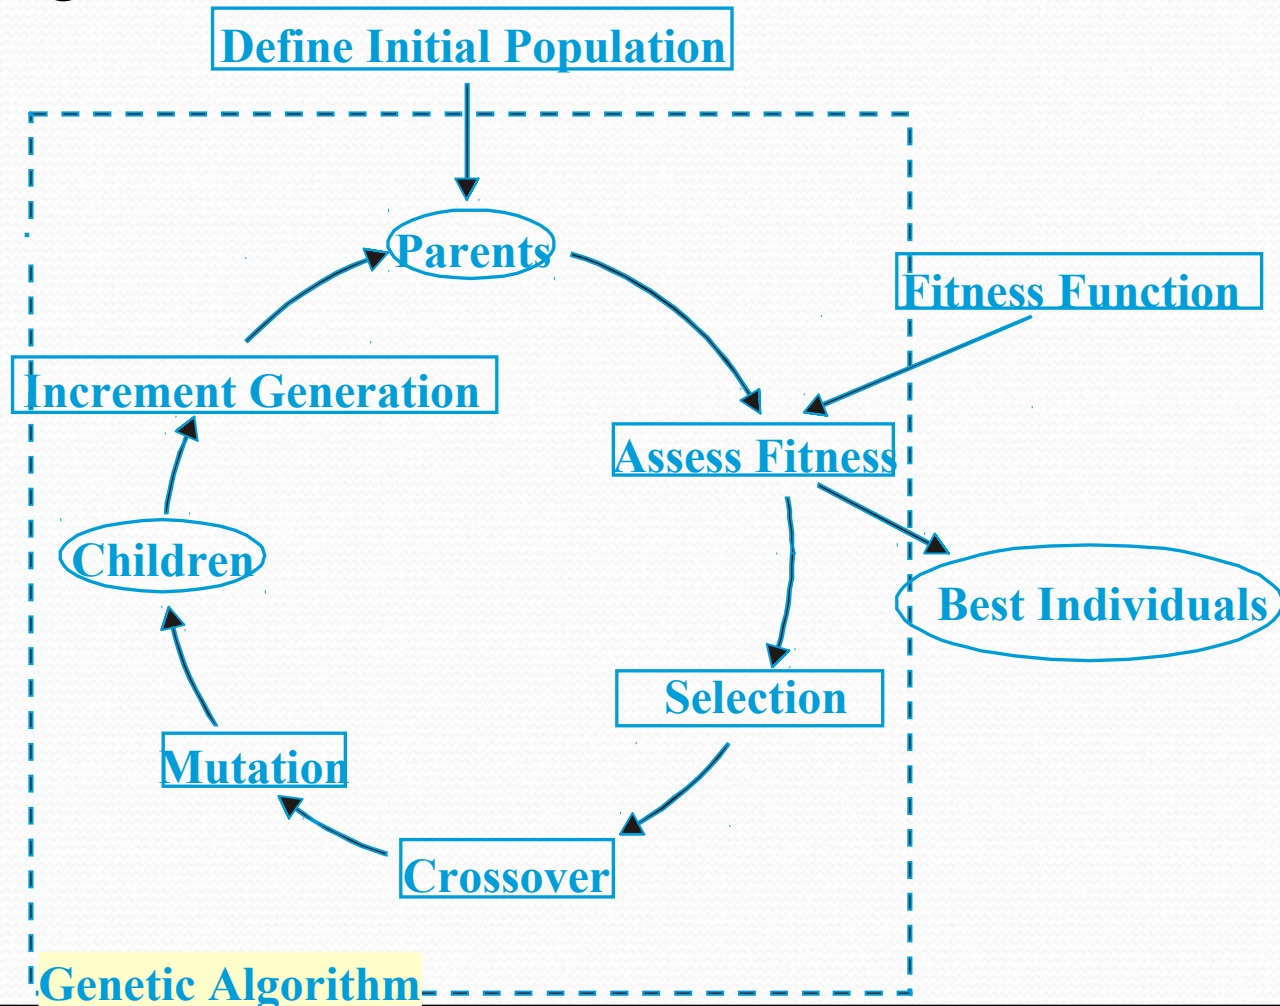 Define Initial Population
Parents
Fitness Function
Increment Generation
Assess Fitness
Children
Best Individuals
Selection
Mutation
Crossover
Genetic Algorithm